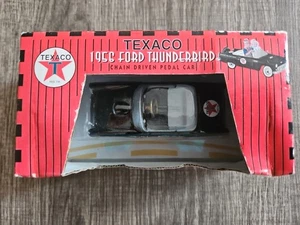 TEXACO
1956 FORD THUNDERBIRD
CHAIN DRIVEN PEDAL CAR
TEXACO